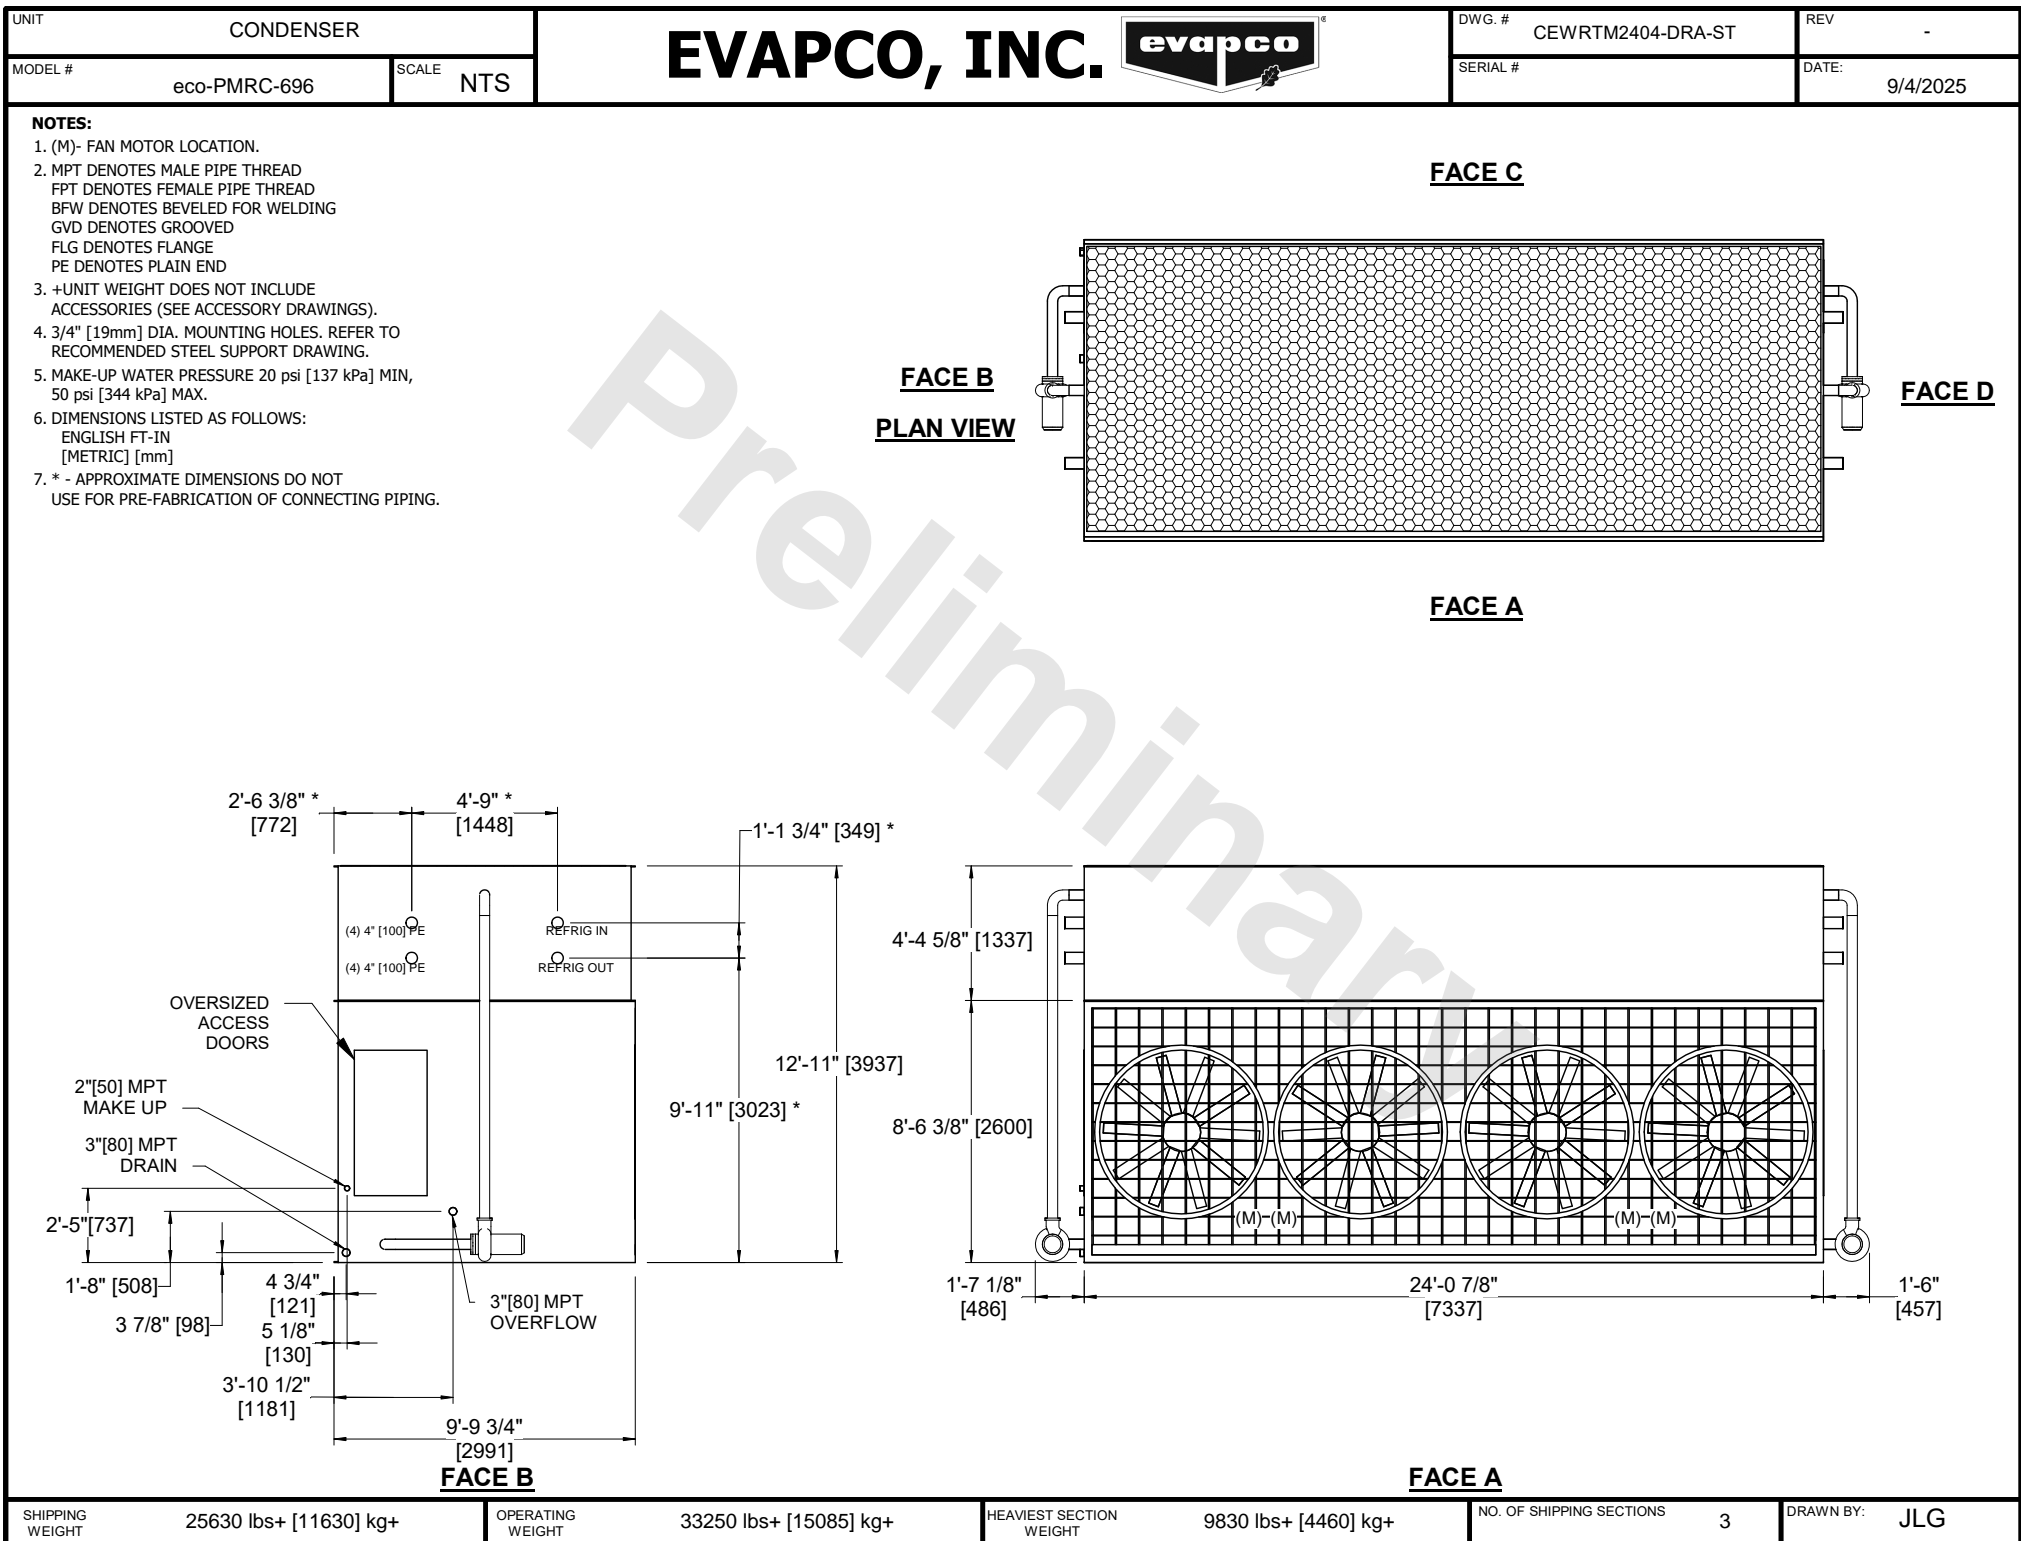 UNIT
CONDENSER
MODEL #
eco-PMRC-696
SCALE
NTS
EVAPCO, INC.
evapco
®
DWG. #
CEWRTM2404-DRA-ST
REV
-
SERIAL #
DATE:
9/4/2025
NOTES:
1. (M)- FAN MOTOR LOCATION.
2. MPT DENOTES MALE PIPE THREAD
FPT DENOTES FEMALE PIPE THREAD
BFW DENOTES BEVELED FOR WELDING
GVD DENOTES GROOVED
FLG DENOTES FLANGE
PE DENOTES PLAIN END
3. +UNIT WEIGHT DOES NOT INCLUDE
ACCESSORIES (SEE ACCESSORY DRAWINGS).
4. 3/4" [19mm] DIA. MOUNTING HOLES. REFER TO
RECOMMENDED STEEL SUPPORT DRAWING.
5. MAKE-UP WATER PRESSURE 20 psi [137 kPa] MIN,
50 psi [344 kPa] MAX.
6. DIMENSIONS LISTED AS FOLLOWS:
ENGLISH FT-IN
[METRIC] [mm]
7. * - APPROXIMATE DIMENSIONS DO NOT
USE FOR PRE-FABRICATION OF CONNECTING PIPING.
Preliminary
FACE C
FACE B
PLAN VIEW
FACE D
FACE A
2'-6 3/8" *
[772]
4'-9" *
[1448]
1'-1 3/4" [349] *
(4) 4" [100] PE
REFRIG IN
(4) 4" [100] PE
REFRIG OUT
OVERSIZED
ACCESS
DOORS
2"[50] MPT
MAKE UP
3"[80] MPT
DRAIN
12'-11" [3937]
9'-11" [3023] *
2'-5"[737]
1'-8" [508]
3 7/8" [98]
4 3/4"
[121]
5 1/8"
[130]
3"[80] MPT
OVERFLOW
3'-10 1/2"
[1181]
9'-9 3/4"
[2991]
FACE B
4'-4 5/8" [1337]
8'-6 3/8" [2600]
(M) (M)
(M) (M)
1'-7 1/8"
[486]
24'-0 7/8"
[7337]
1'-6"
[457]
FACE A
SHIPPING
WEIGHT
25630 lbs+ [11630] kg+
OPERATING
WEIGHT
33250 lbs+ [15085] kg+
HEAVIEST SECTION
WEIGHT
9830 lbs+ [4460] kg+
NO. OF SHIPPING SECTIONS
3
DRAWN BY:
JLG